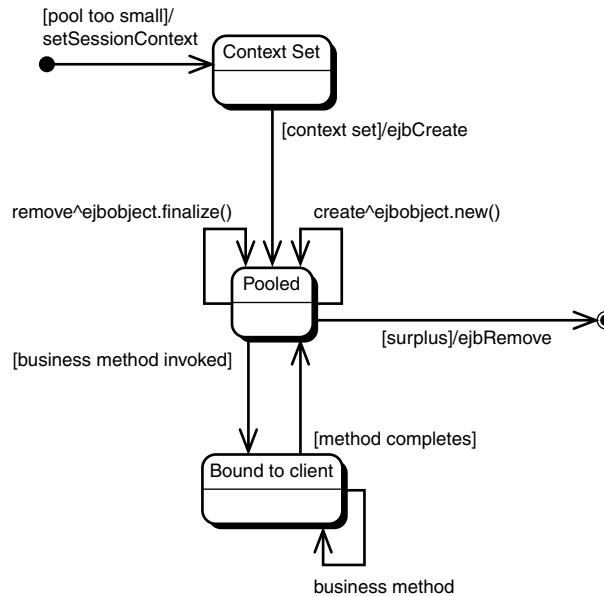 [pool too small]/
setSessionContext
Context Set
[context set]/ejbCreate
remove^ejbobject.finalize()
create^ejbobject.new()
Pooled
[surplus]/ejbRemove
[business method invoked]
[method completes]
Bound to client
business method